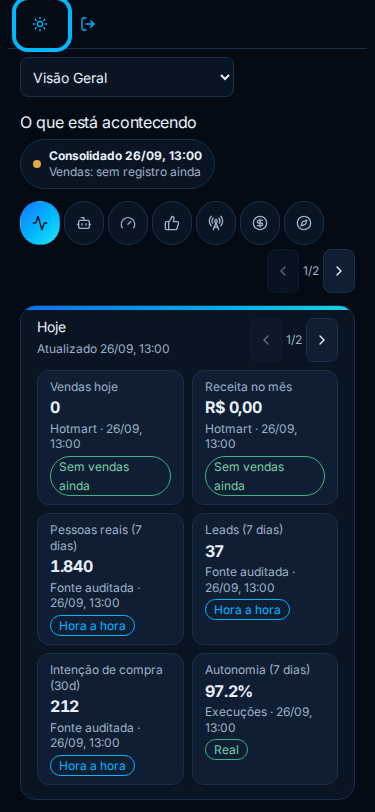 Visão Geral
O que está acontecendo
Consolidado 26/09, 13:00
Vendas: sem registro ainda
1/2
Hoje
1/2
Atualizado 26/09, 13:00
Vendas hoje
0
Hotmart · 26/09,
13:00
Sem vendas
ainda
Receita no mês
R$ 0,00
Hotmart · 26/09,
13:00
Sem vendas
ainda
Pessoas reais (7
dias)
1.840
Fonte auditada ·
26/09, 13:00
Hora a hora
Leads (7 dias)
37
Fonte auditada ·
26/09, 13:00
Hora a hora
Intenção de compra
(30d)
212
Fonte auditada ·
26/09, 13:00
Hora a hora
Autonomia (7 dias)
97.2%
Execuções · 26/09,
13:00
Real